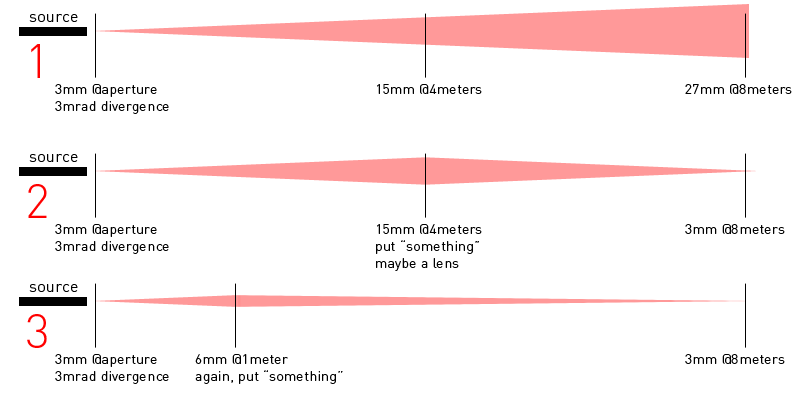 source
1
3mm @aperture
3mrad divergence
15mm @4meters
27mm @8meters
source
2
3mm @aperture
3mrad divergence
15mm @4meters
put “something”
maybe a lens
3mm @8meters
source
3
3mm @aperture
3mrad divergence
6mm @1meter
again, put “something”
3mm @8meters